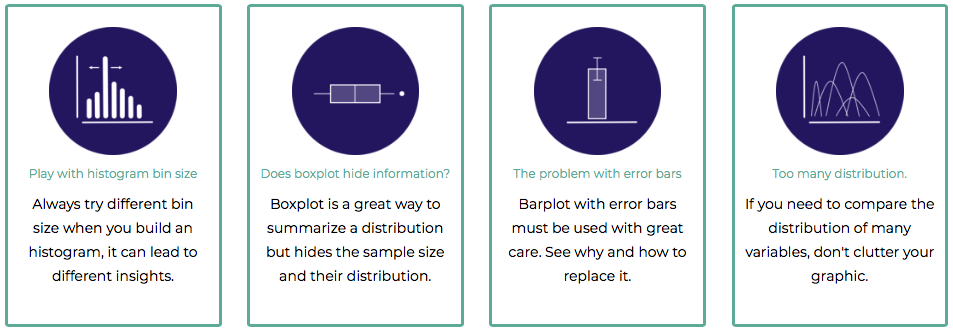 Play with histogram bin size
Always try different bin
size when you build an
histogram, it can lead to
different insights.
Does boxplot hide information?
Boxplot is a great way to
summarize a distribution
but hides the sample size
and their distribution.
The problem with error bars
Barplot with error bars
must be used with great
care. See why and how to
replace it.
Too many distribution.
If you need to compare the
distribution of many
variables, don't clutter your
graphic.